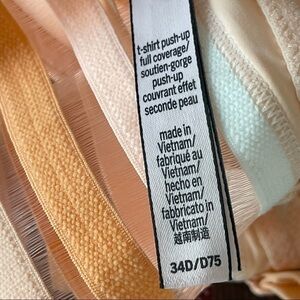 t-shirt push-up
full coverage/
soutien-gorge
push-up
couvrant effet
seconde peau
made in
Vietnam/
fabriqué au
Vietnam/
hecho en
Vietnam/
fabbricato in
Vietnam/
越南制造
34D/D75